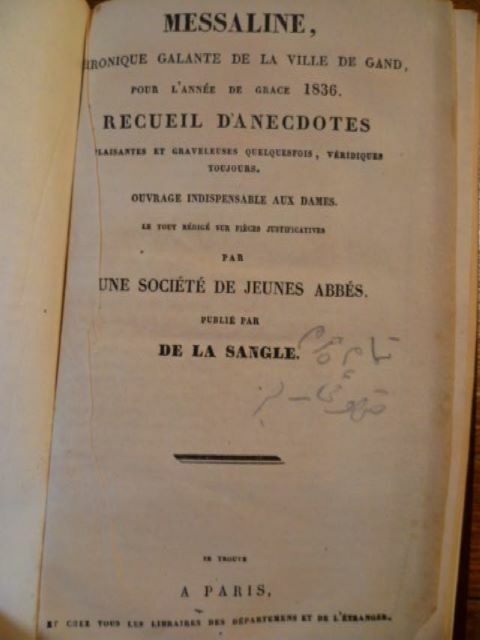 MESSALINE,
HRONIQUE GALANTE DE LA VILLE DE GAND,
POUR L'ANNÉE DE GRACE 1836.
RECUEIL D'ANECDOTES
PLAISANTES ET GRAVELEUSES QUELQUESFOIS, VÉRIDIQUES
TOUJOURS.
OUVRAGE INDISPENSABLE AUX DAMES.
LE TOUT RÉDIGÉ SUR PIÈCES JUSTIFICATIVES
PAR
UNE SOCIÉTÉ DE JEUNES ABBÉS.
PUBLIÉ PAR
DE LA SANGLE.
SE TROUVE
A PARIS,
ET CHEZ TOUS LES LIBRAIRES DES DÉPARTEMENS ET DE L'ÉTRANGER.